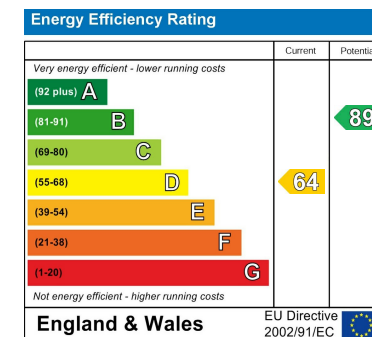 Energy Efficiency Rating
Current Potentia
Very energy efficient - lower running costs
(92 plus) A
(81-91) B
89
(69-80) C
(55-68) D
64
(39-54) E
(21-38) F
(1-20) G
Not energy efficient - higher running costs
England & Wales
EU Directive
2002/91/EC